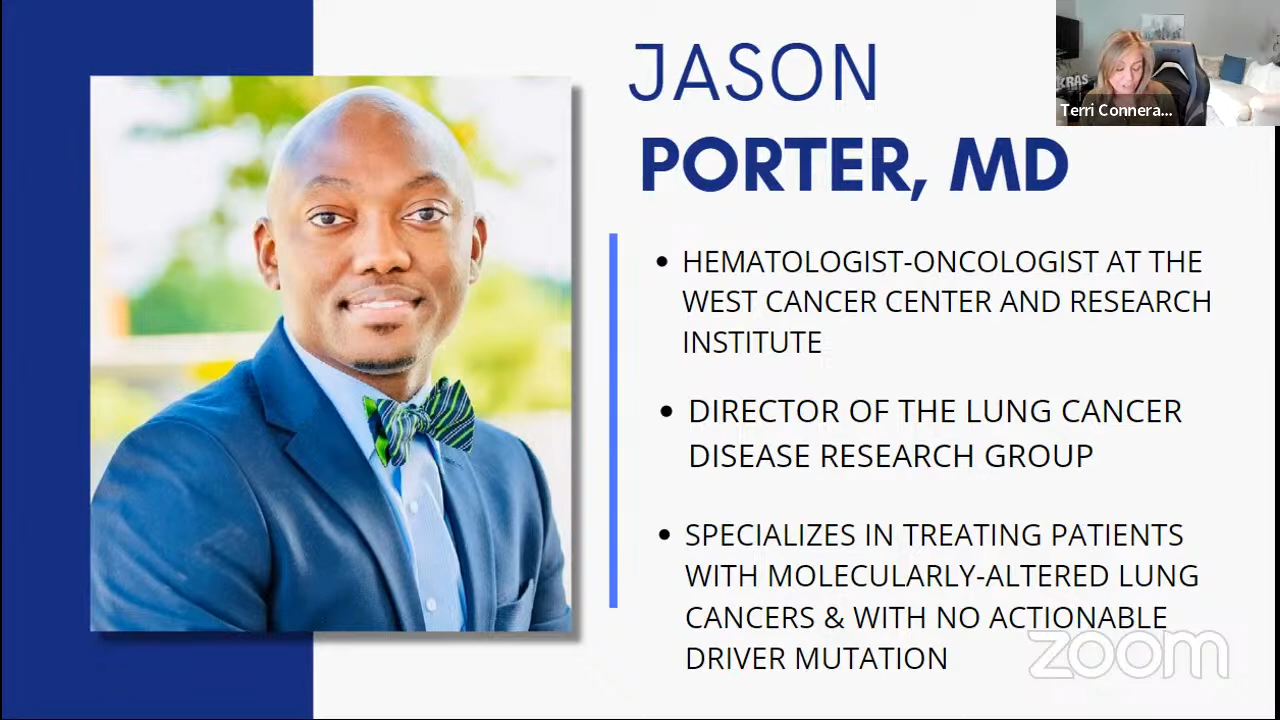 JASON
PORTER, MD
HEMATOLOGIST-ONCOLOGIST AT THE
WEST CANCER CENTER AND RESEARCH
INSTITUTE
DIRECTOR OF THE LUNG CANCER
DISEASE RESEARCH GROUP
SPECIALIZES IN TREATING PATIENTS
WITH MOLECULARLY-ALTERED LUNG
CANCERS & WITH NO ACTIONABLE
DRIVER MUTATION
KRAS
Terri Connera...
zoom